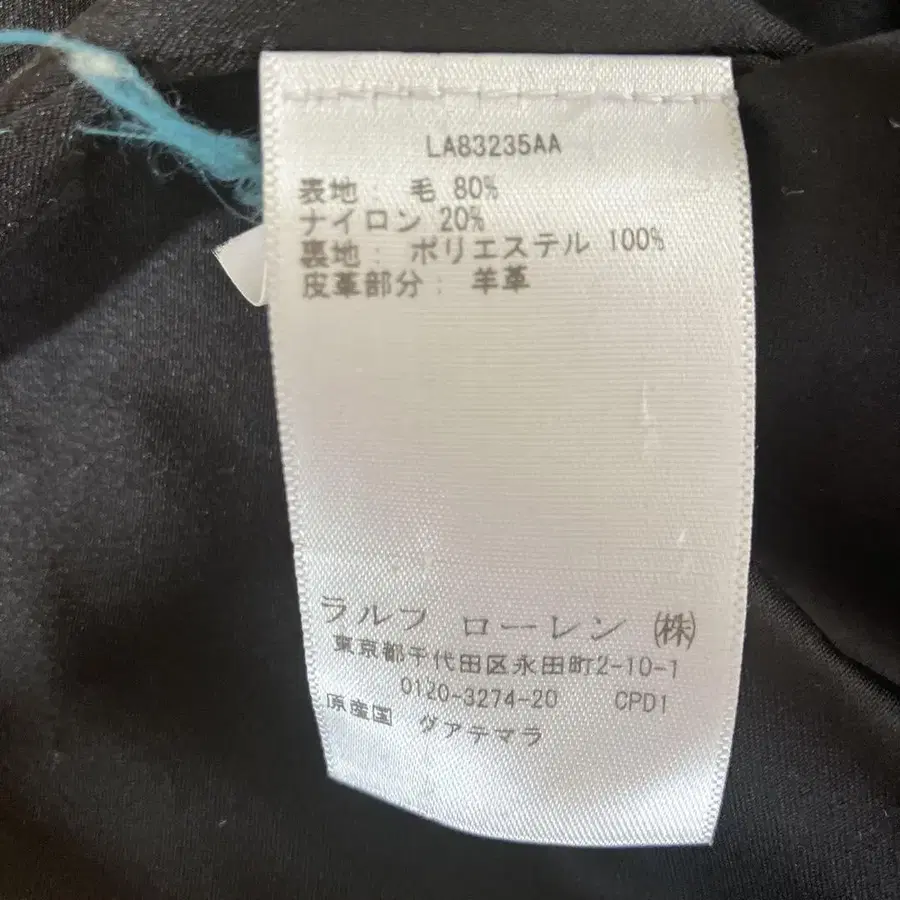 LA83235AA
表地： 毛 80%
ナイロン 20%
裏地： ポリエステル 100%
皮革部分： 羊革
ラルフ ローレン ㈱
東京都千代田区永田町2-10-1
0120-3274-20 CPD1
原産国 グアテマラ